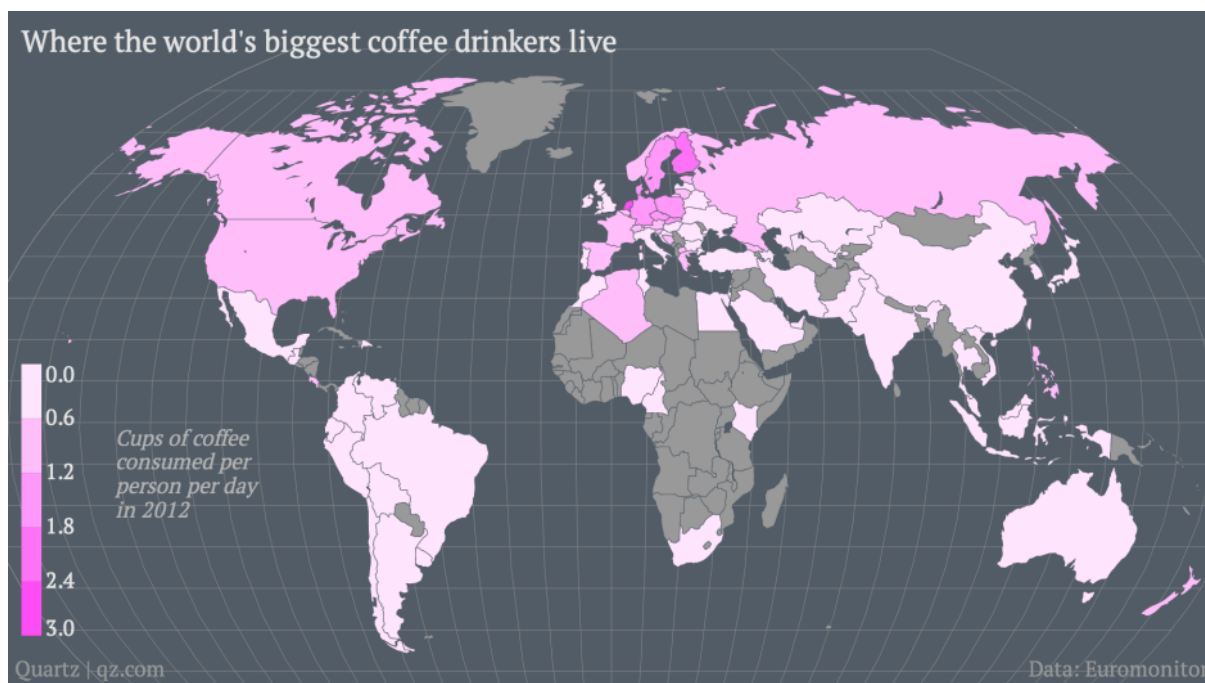 Where the world's biggest coffee drinkers live
0.0
0.6
1.2
1.8
2.4
3.0
Cups of coffee
consumed per
person per day
in 2012
Quartz | qz.com
Data: Euromonitor